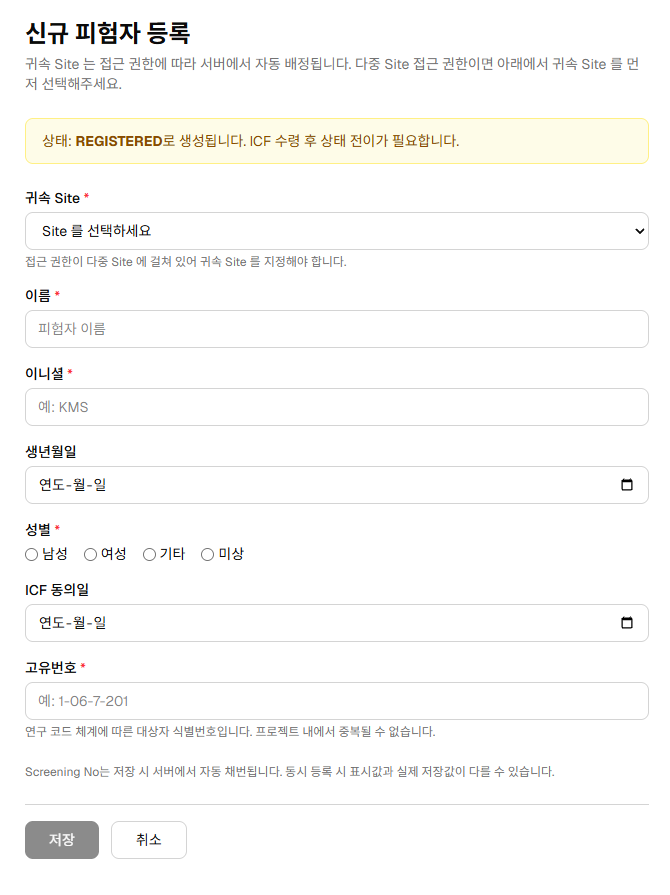 신규 피험자 등록
귀속 Site 는 접근 권한에 따라 서버에서 자동 배정됩니다. 다중 Site 접근 권한이면 아래에서 귀속 Site 를 먼
저 선택해주세요.
상태: REGISTERED로 생성됩니다. ICF 수령 후 상태 전이가 필요합니다.
귀속 Site *
Site 를 선택하세요
접근 권한이 다중 Site 에 걸쳐 있어 귀속 Site 를 지정해야 합니다.
이름 *
피험자 이름
이니셜 *
예: KMS
생년월일
연도-월-일
성별 *
남성 여성 기타 미상
ICF 동의일
연도-월-일
고유번호 *
예: 1-06-7-201
연구 코드 체계에 따른 대상자 식별번호입니다. 프로젝트 내에서 중복될 수 없습니다.
Screening No는 저장 시 서버에서 자동 채번됩니다. 동시 등록 시 표시값과 실제 저장값이 다를 수 있습니다.
저장 취소